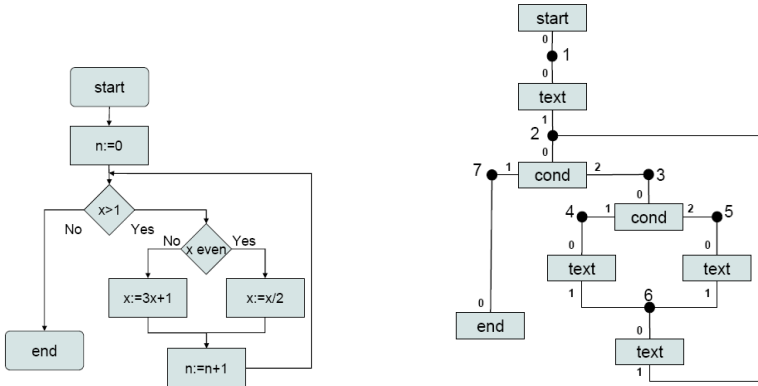 start
n:=0
x>1
No
Yes
No
x even
Yes
x:=3x+1
x:=x/2
end
n:=n+1
start
0
1
0
text
1
2
0
7
1
cond
2
3
0
4
1
cond
2
5
0
0
text
text
1
6
1
0
end
0
text
1